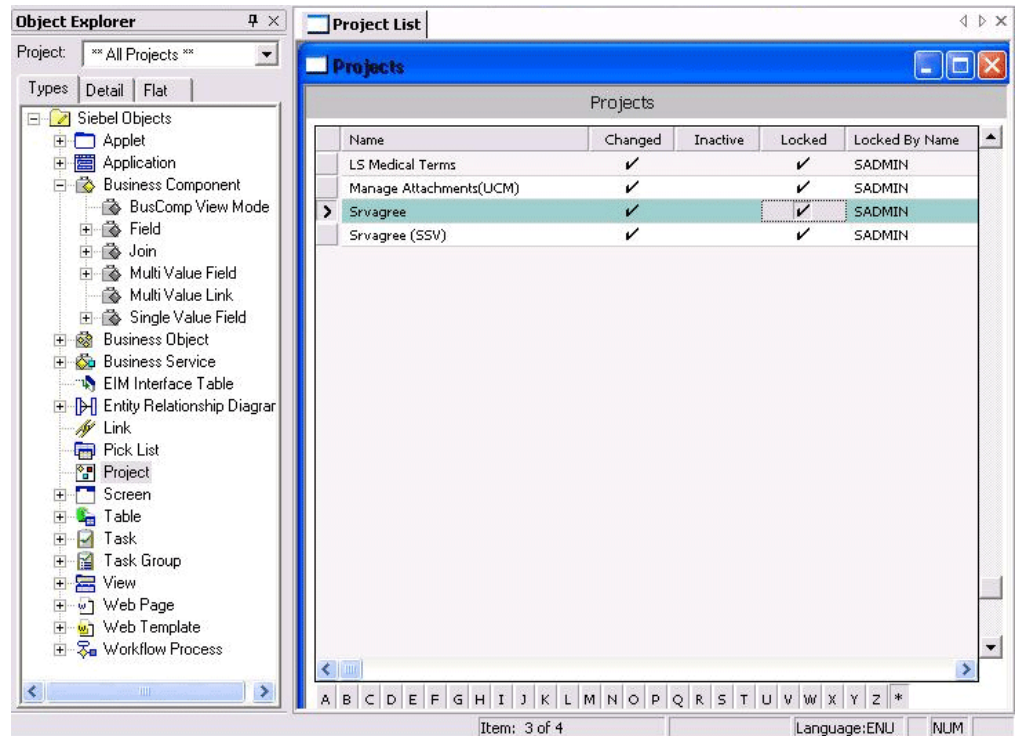 Object Explorer
Project: ** All Projects **
Types Detail Flat
Siebel Objects
Applet
Application
Business Component
BusComp View Mode
Field
Join
Multi Value Field
Multi Value Link
Single Value Field
Business Object
Business Service
EIM Interface Table
Entity Relationship Diagrar
Link
Pick List
Project
Screen
Table
Task
Task Group
View
Web Page
Web Template
Workflow Process
Project List
Projects
Projects
Name Changed Inactive Locked Locked By Name
LS Medical Terms ✔ ✔ SADMIN
Manage Attachments(UCM) ✔ ✔ SADMIN
Srvagree ✔ ✔ SADMIN
Srvagree (SSV) ✔ ✔ SADMIN
A B C D E F G H I J K L M N O P Q R S T U V W X Y Z *
Item: 3 of 4 Language:ENU NUM